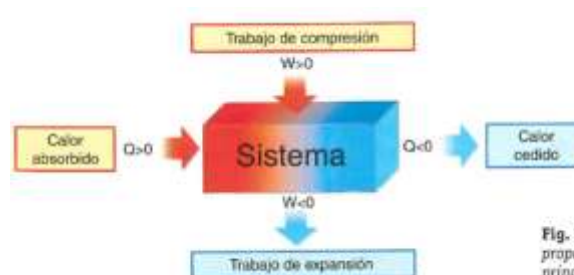 Trabajo de compresión
W>0
Calor
absorbido
Q>0
Sistema
Q<0
Calor
cedido
W<0
Trabajo de expansión
Fig.